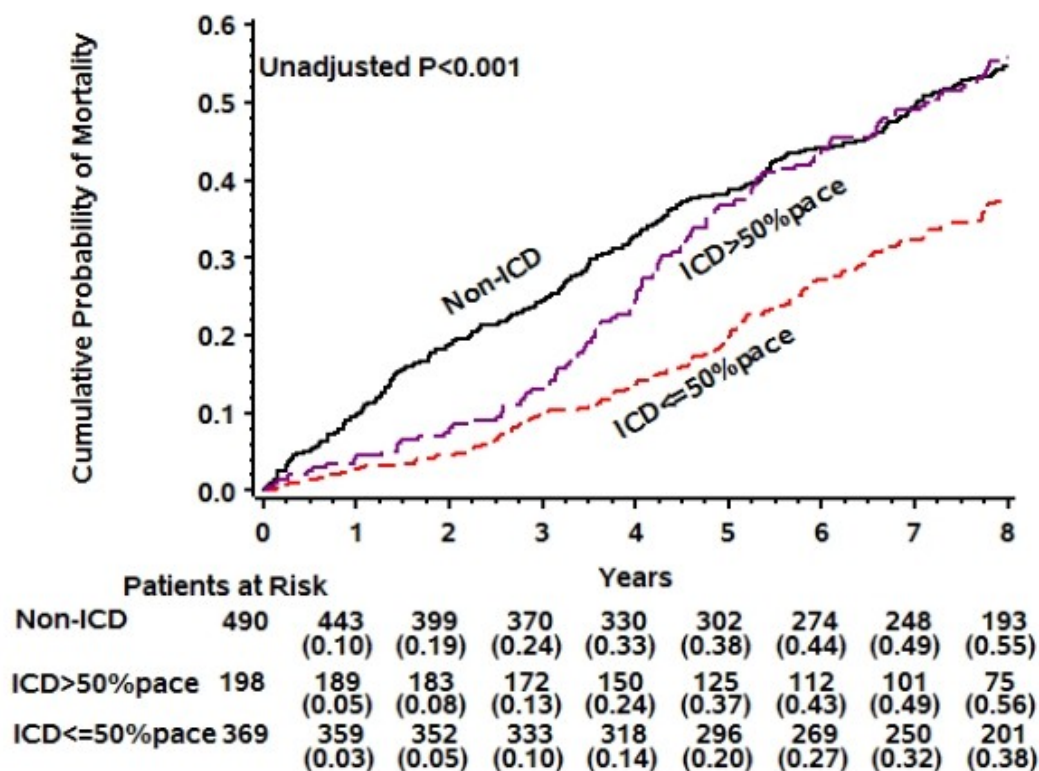 Cumulative Probability of Mortality
0.6
0.5
0.4
0.3
0.2
0.1
0.0
Unadjusted P<0.001
Non-ICD
ICD>50%pace
ICD<=50%pace
0 1 2 3 4 5 6 7 8
Years
Patients at Risk
Non-ICD 490 443 399 370 330 302 274 248 193
(0.10) (0.19) (0.24) (0.33) (0.38) (0.44) (0.49) (0.55)
ICD>50%pace 198 189 183 172 150 125 112 101 75
(0.05) (0.08) (0.13) (0.24) (0.37) (0.43) (0.49) (0.56)
ICD<=50%pace 369 359 352 333 318 296 269 250 201
(0.03) (0.05) (0.10) (0.14) (0.20) (0.27) (0.32) (0.38)